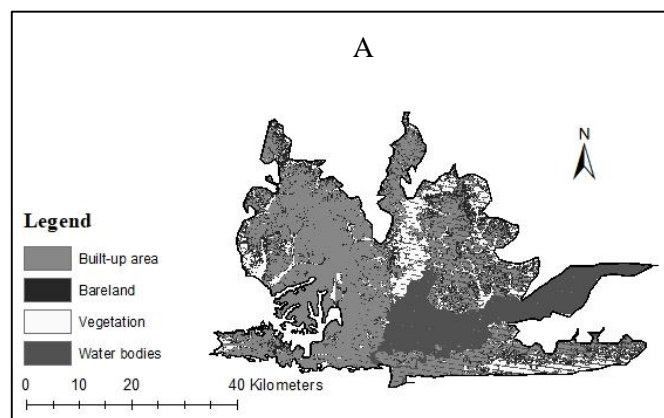 A
N
Legend
Built-up area
Bareland
Vegetation
Water bodies
0 10 20 40 Kilometers